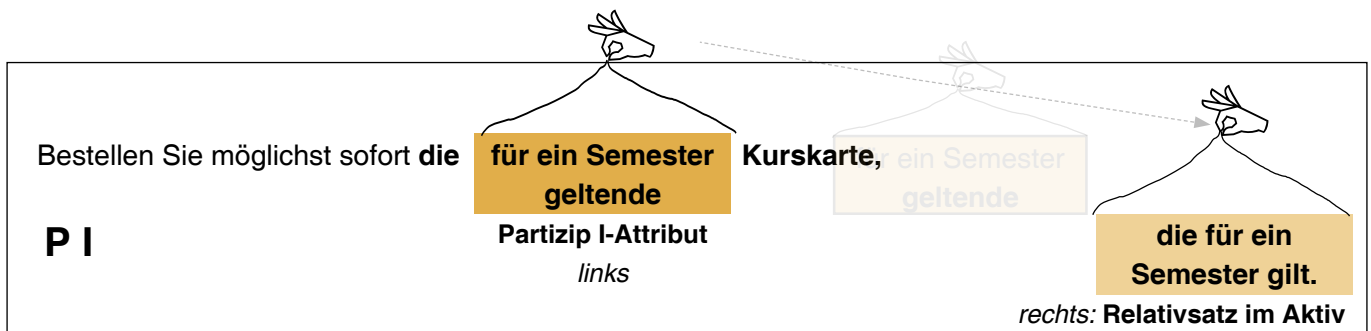 Bestellen Sie möglichst sofort die für ein Semester Kurskarte, für ein Semester
geltende geltende
P I
Partizip I-Attribut
links
die für ein
Semester gilt.
rechts: Relativsatz im Aktiv